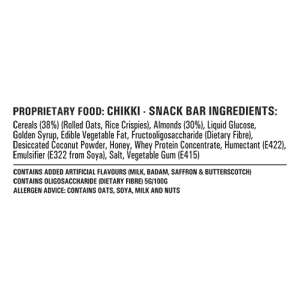 PROPRIETARY FOOD: CHIKKI - SNACK BAR INGREDIENTS:
Cereals (38%) (Rolled Oats, Rice Crispies), Almonds (30%), Liquid Glucose,
Golden Syrup, Edible Vegetable Fat, Fructooligosaccharide (Dietary Fibre),
Desiccated Coconut Powder, Honey, Whey Protein Concentrate, Humectant (E422),
Emulsifier (E322 from Soya), Salt, Vegetable Gum (E415)
CONTAINS ADDED ARTIFICIAL FLAVOURS (MILK, BADAM, SAFFRON & BUTTERSCOTCH)
CONTAINS OLIGOSACCHARIDE (DIETARY FIBRE) 5G/100G
ALLERGEN ADVICE: CONTAINS OATS, SOYA, MILK AND NUTS